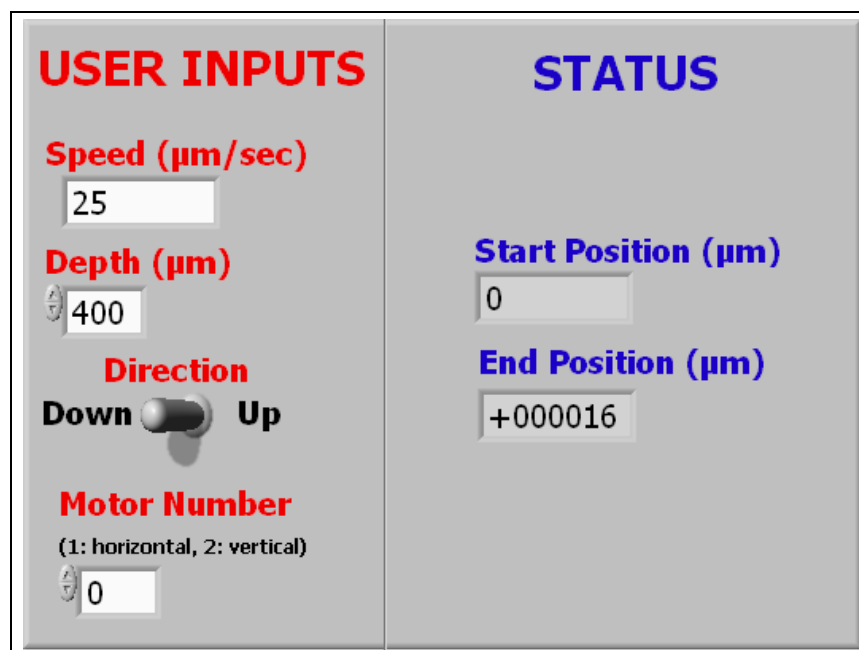 USER INPUTS
Speed (µm/sec)
25
Depth (µm)
400
Direction
Down Up
Motor Number
(1: horizontal, 2: vertical)
0
STATUS
Start Position (µm)
0
End Position (µm)
+000016